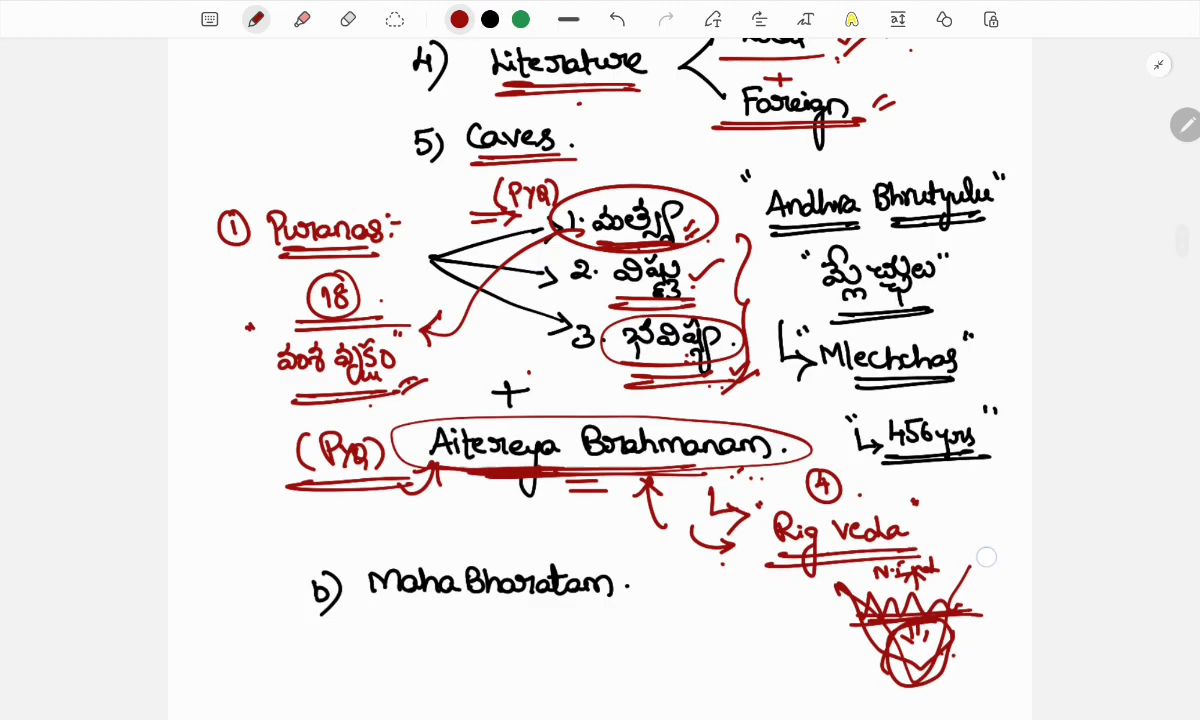 4) Literature
+
Foreign
5) Caves.
(PYQ)
① Puranas:-
18
1. మత్స్య
2. విష్ణు
3. భవిష్య.
"Andhra Bhrutyulu"
"Mlechchas"
"456yrs"
+
(PYQ) Aitereya Brahmanam.
④
"Rig Veda"
b) MahaBharatam.